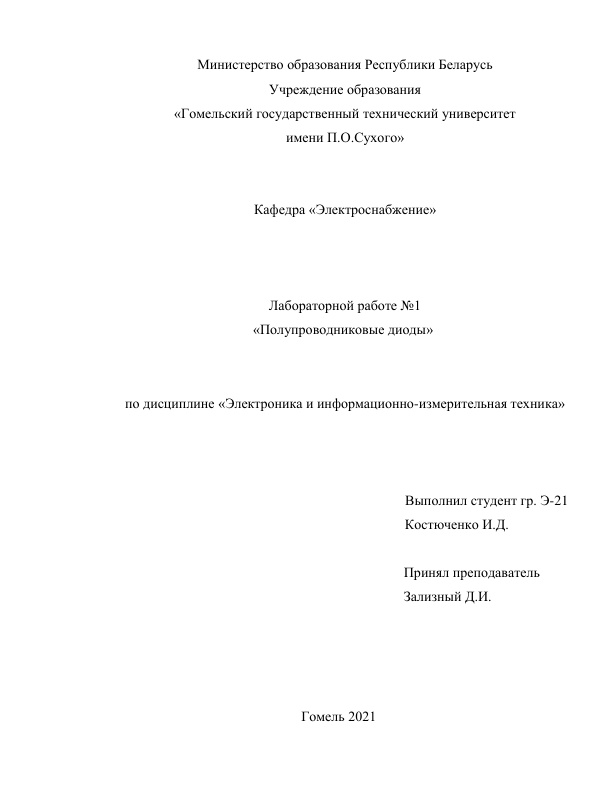 Министерство образования Республики Беларусь
Учреждение образования
«Гомельский государственный технический университет
имени П.О.Сухого»
Кафедра «Электроснабжение»
Лабораторной работе №1
«Полупроводниковые диоды»
по дисциплине «Электроника и информационно-измерительная техника»
Выполнил студент гр. Э-21
Костюченко И.Д.
Принял преподаватель
Зализный Д.И.
Гомель 2021